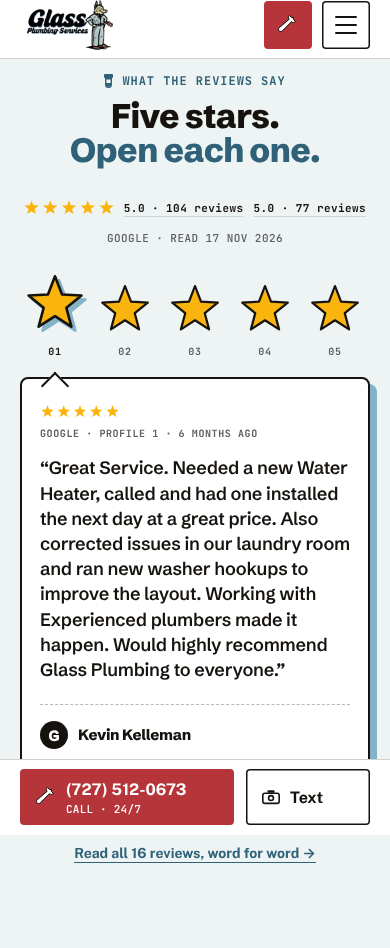 Glass
Plumbing Services
WHAT THE REVIEWS SAY
Five stars.
Open each one.
5.0 · 104 reviews 5.0 · 77 reviews
GOOGLE · READ 17 NOV 2026
01 02 03 04 05
GOOGLE · PROFILE 1 · 6 MONTHS AGO
“Great Service. Needed a new Water
Heater, called and had one installed
the next day at a great price. Also
corrected issues in our laundry room
and ran new washer hookups to
improve the layout. Working with
Experienced plumbers made it
happen. Would highly recommend
Glass Plumbing to everyone.”
G Kevin Kelleman
(727) 512-0673
CALL · 24/7
Text
Read all 16 reviews, word for word →